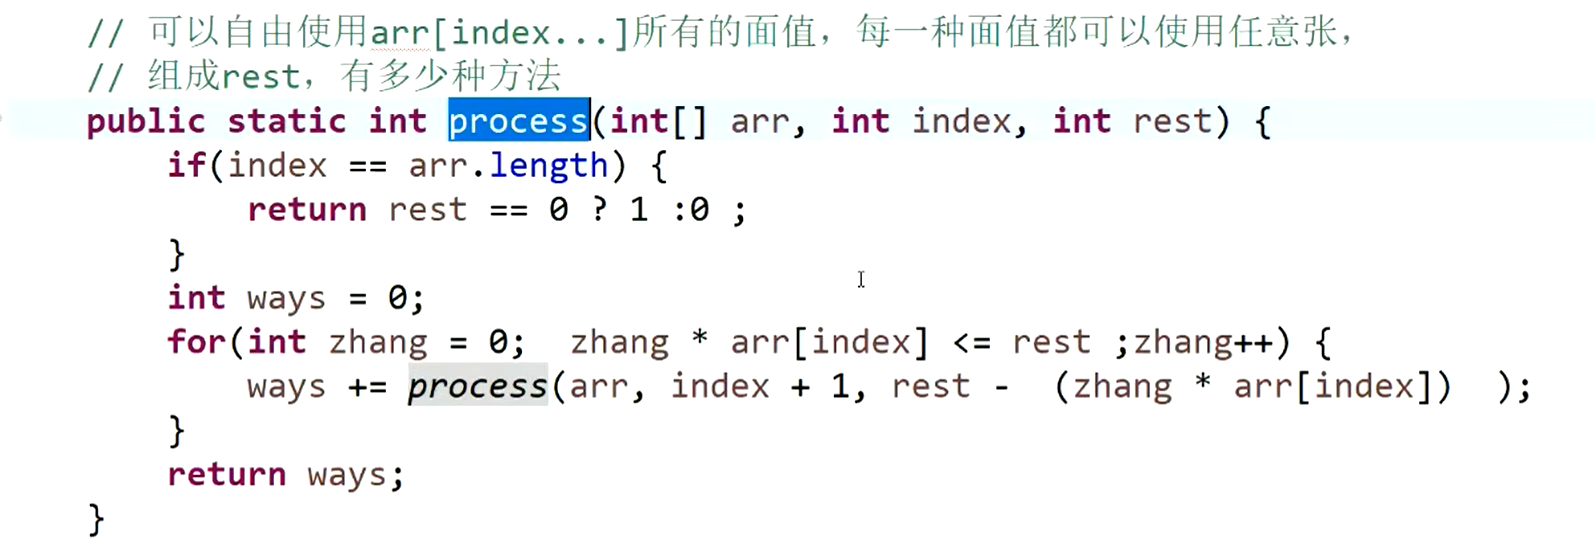 // 可以自由使用arr[index...]所有的面值，每一种面值都可以使用任意张，
// 组成rest，有多少种方法
public static int process(int[] arr, int index, int rest) {
if(index == arr.length) {
return rest == 0 ? 1 :0 ;
}
int ways = 0;
for(int zhang = 0;  zhang * arr[index] <= rest ;zhang++) {
ways += process(arr, index + 1, rest -  (zhang * arr[index])  );
}
return ways;
}